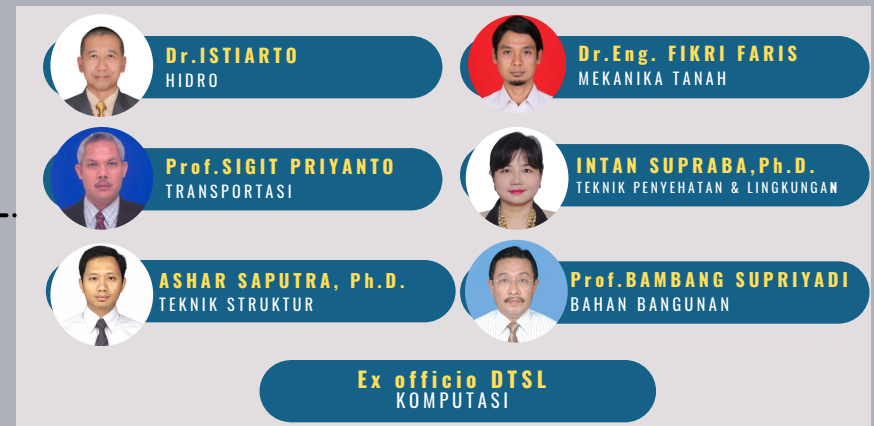 Dr.ISTIARTO
HIDRO
Dr.Eng. FIKRI FARIS
MEKANIKA TANAH
Prof.SIGIT PRIYANTO
TRANSPORTASI
INTAN SUPRABA,Ph.D.
TEKNIK PENYEHATAN & LINGKUNGAN
ASHAR SAPUTRA, Ph.D.
TEKNIK STRUKTUR
Prof.BAMBANG SUPRIYADI
BAHAN BANGUNAN
Ex officio DTSL
KOMPUTASI